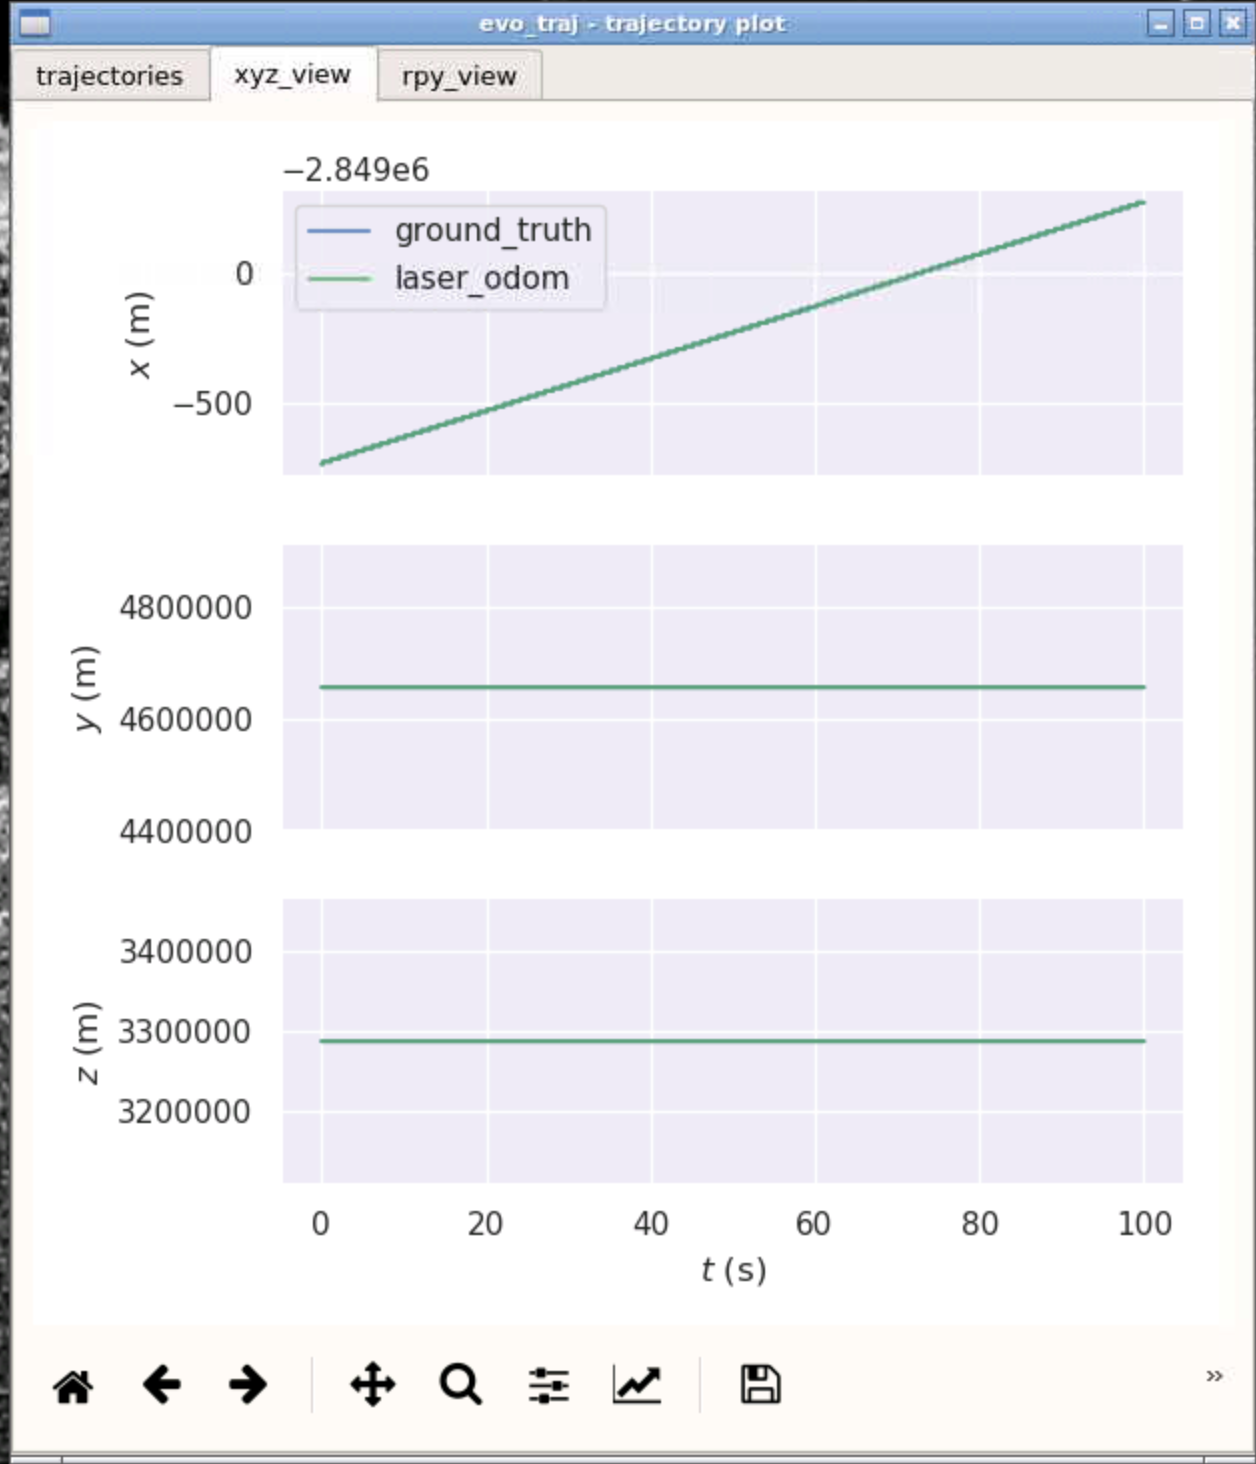 evo_traj - trajectory plot
trajectories xyz_view rpy_view
−2.849e6
ground_truth
laser_odom
0
−500
x (m)
4800000
4600000
4400000
y (m)
3400000
3300000
3200000
z (m)
0 20 40 60 80 100
t (s)
»